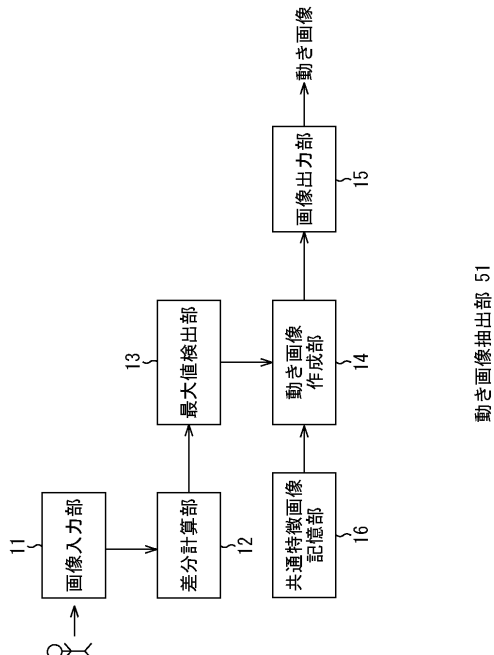 11
画像入力部
差分計算部
12
13
最大値検出部
共通特徴画像
記憶部
16
動き画像
作成部
14
画像出力部
15
動き画像
動き画像抽出部 51